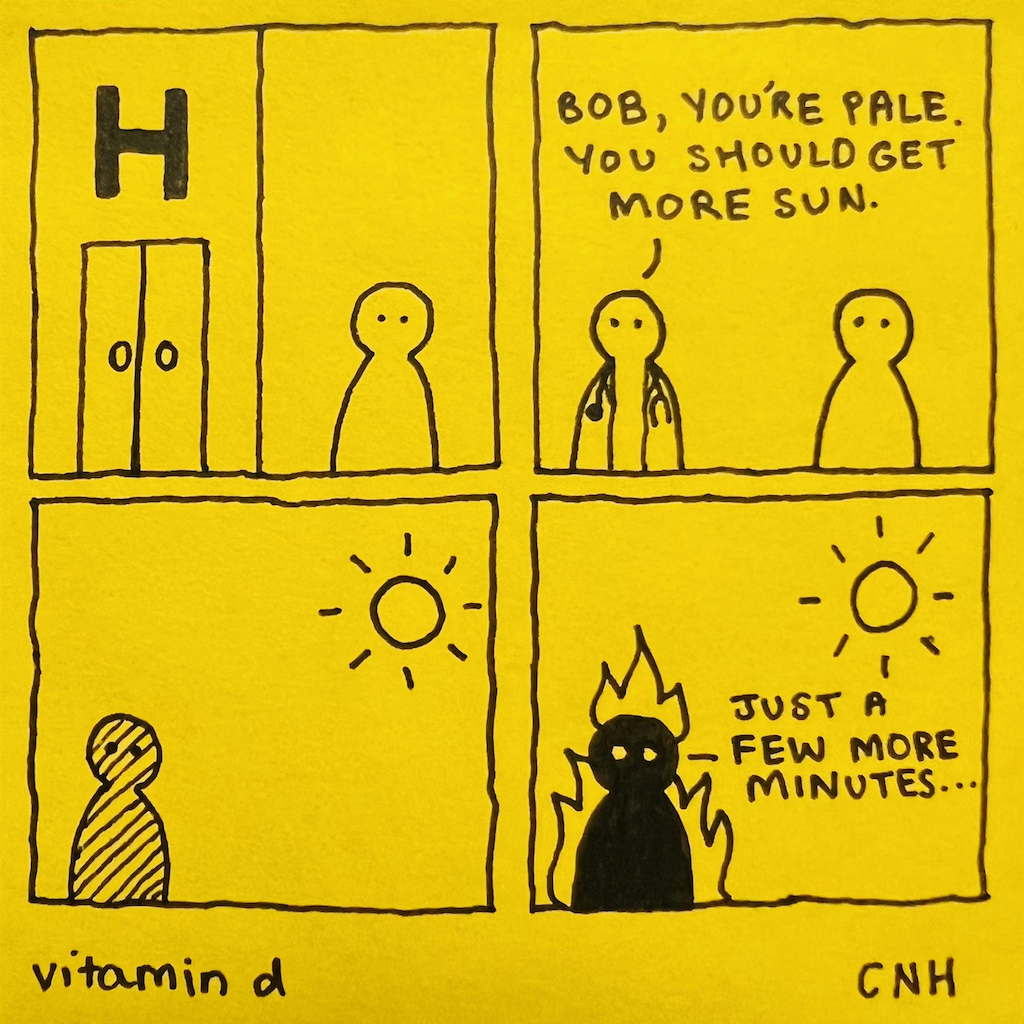 H
BOB, YOU'RE PALE.
YOU SHOULD GET
MORE SUN.
JUST A
FEW MORE
MINUTES...
vitamin d
CNH